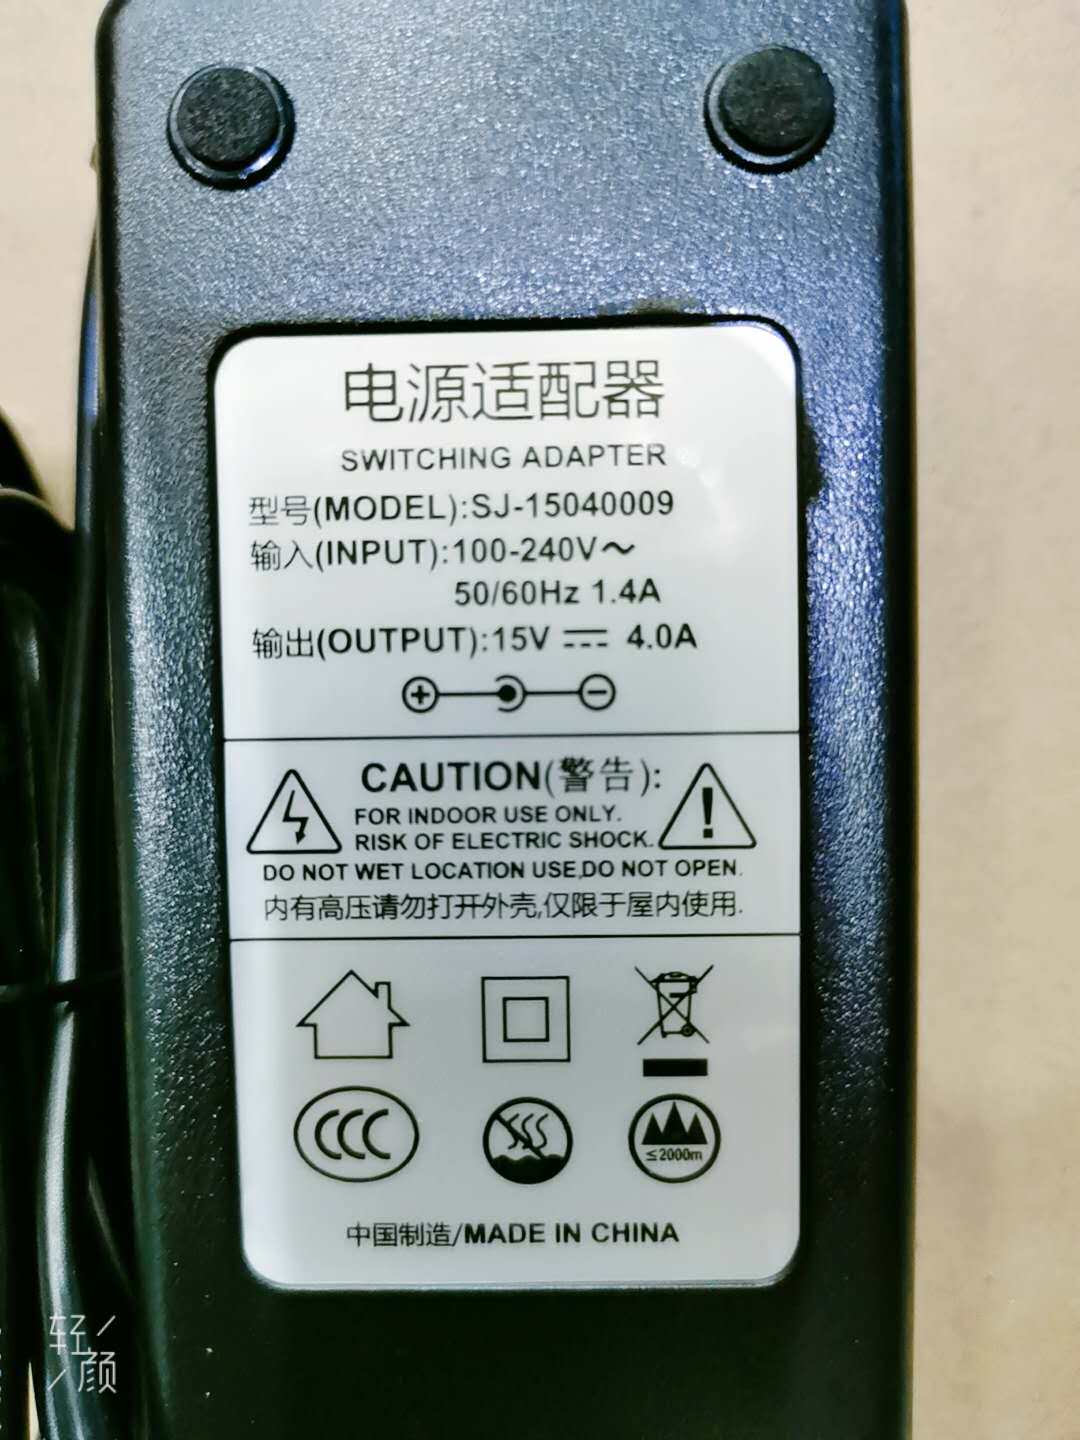 电源适配器
SWITCHING ADAPTER
型号(MODEL):SJ-15040009
输入(INPUT):100-240V～
50/60Hz 1.4A
输出(OUTPUT):15V ⎓ 4.0A
CAUTION(警告):
FOR INDOOR USE ONLY.
RISK OF ELECTRIC SHOCK.
DO NOT WET LOCATION USE,DO NOT OPEN.
内有高压请勿打开外壳,仅限于屋内使用.
CCC
≤2000m
中国制造/MADE IN CHINA
轻颜